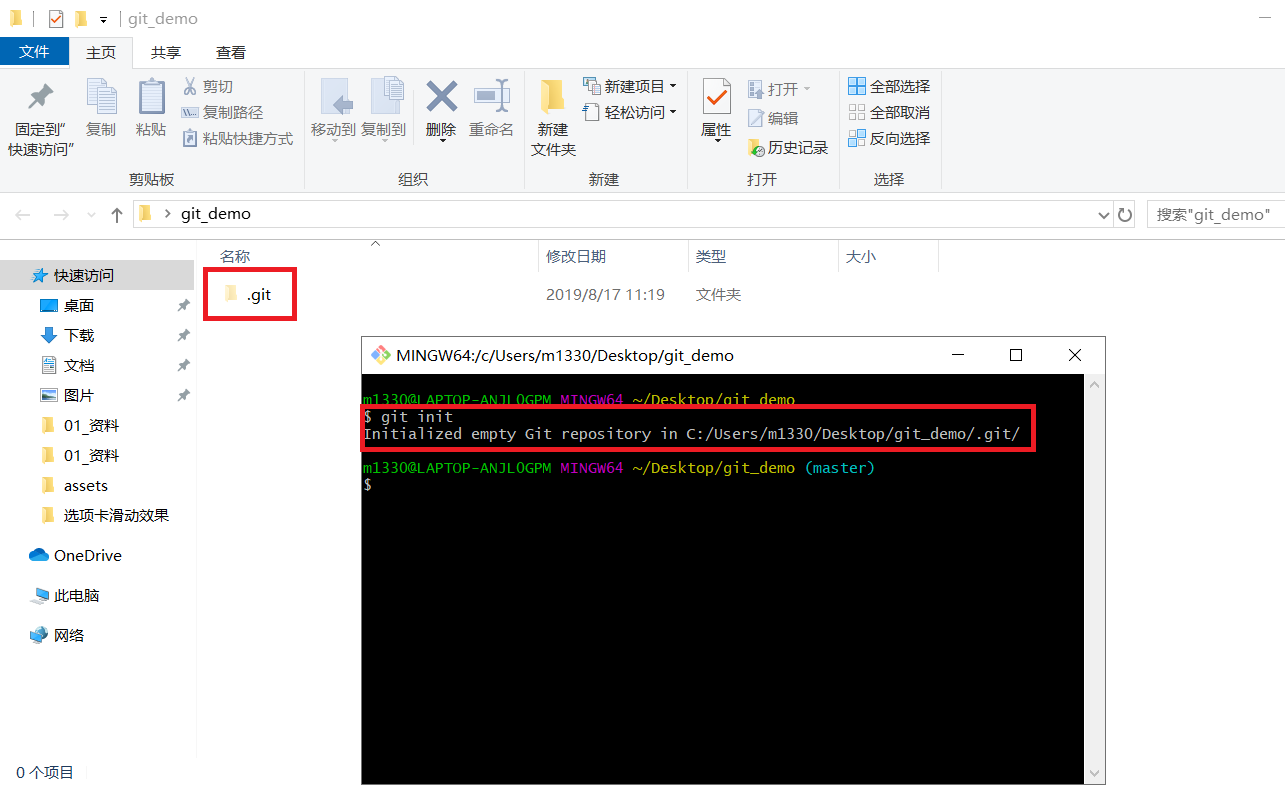 git_demo
文件 主页 共享 查看
固定到"
快速访问"
复制
粘贴
剪切
复制路径
粘贴快捷方式
剪贴板
移动到
复制到
删除
重命名
组织
新建
文件夹
新建项目
轻松访问
新建
属性
打开
编辑
历史记录
打开
全部选择
全部取消
反向选择
选择
git_demo
搜索"git_demo"
名称 修改日期 类型 大小
.git 2019/8/17 11:19 文件夹
快速访问
桌面
下载
文档
图片
01_资料
01_资料
assets
选项卡滑动效果
OneDrive
此电脑
网络
0 个项目
MINGW64:/c/Users/m1330/Desktop/git_demo
m1330@LAPTOP-ANJLOGPM MINGW64 ~/Desktop/git_demo
$ git init
Initialized empty Git repository in C:/Users/m1330/Desktop/git_demo/.git/
m1330@LAPTOP-ANJLOGPM MINGW64 ~/Desktop/git_demo (master)
$